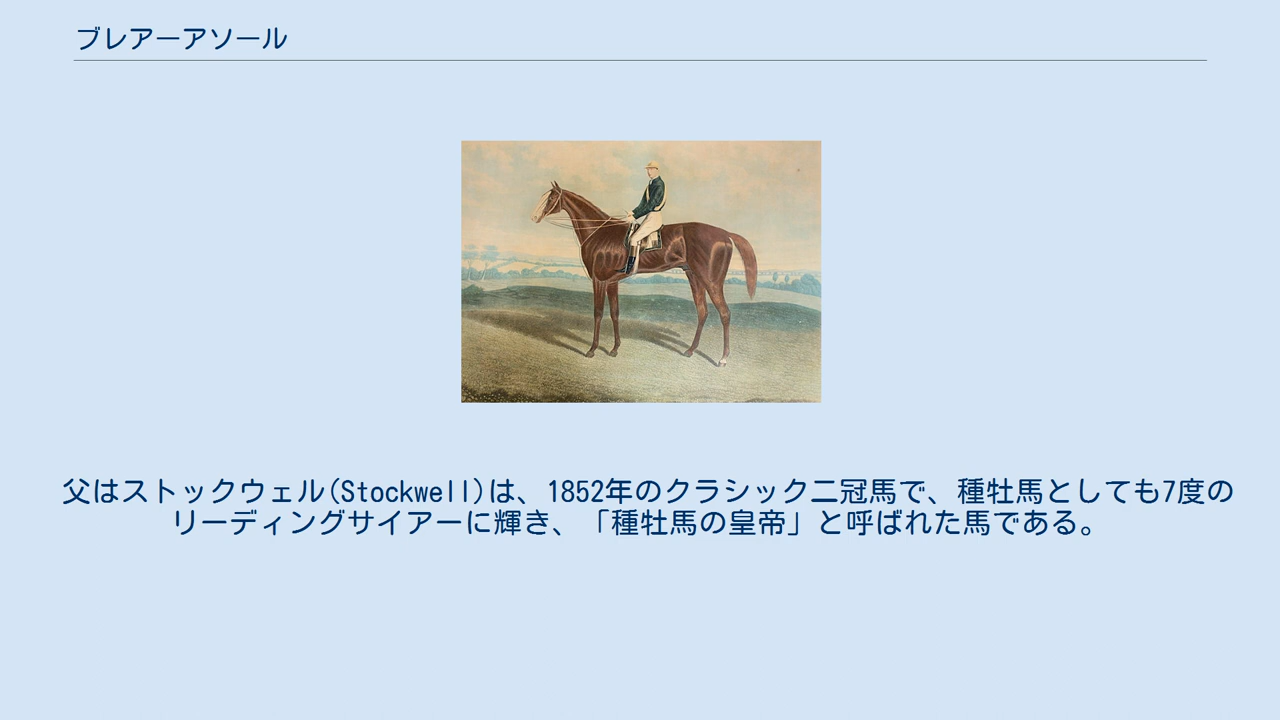 ブレアーアソール
父はストックウェル(Stockwell)は、1852年のクラシック二冠馬で、種牡馬としても7度の
リーディングサイアーに輝き、「種牡馬の皇帝」と呼ばれた馬である。